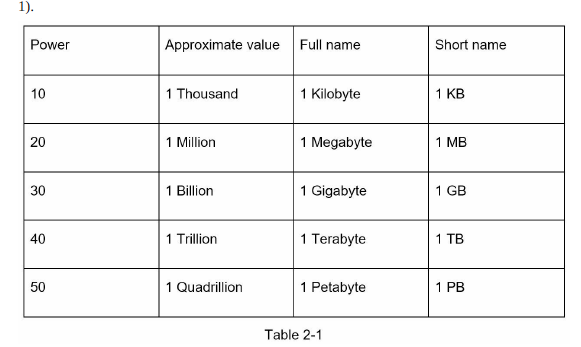 1).
Power Approximate value Full name Short name
10 1 Thousand 1 Kilobyte 1 KB
20 1 Million 1 Megabyte 1 MB
30 1 Billion 1 Gigabyte 1 GB
40 1 Trillion 1 Terabyte 1 TB
50 1 Quadrillion 1 Petabyte 1 PB
Table 2-1